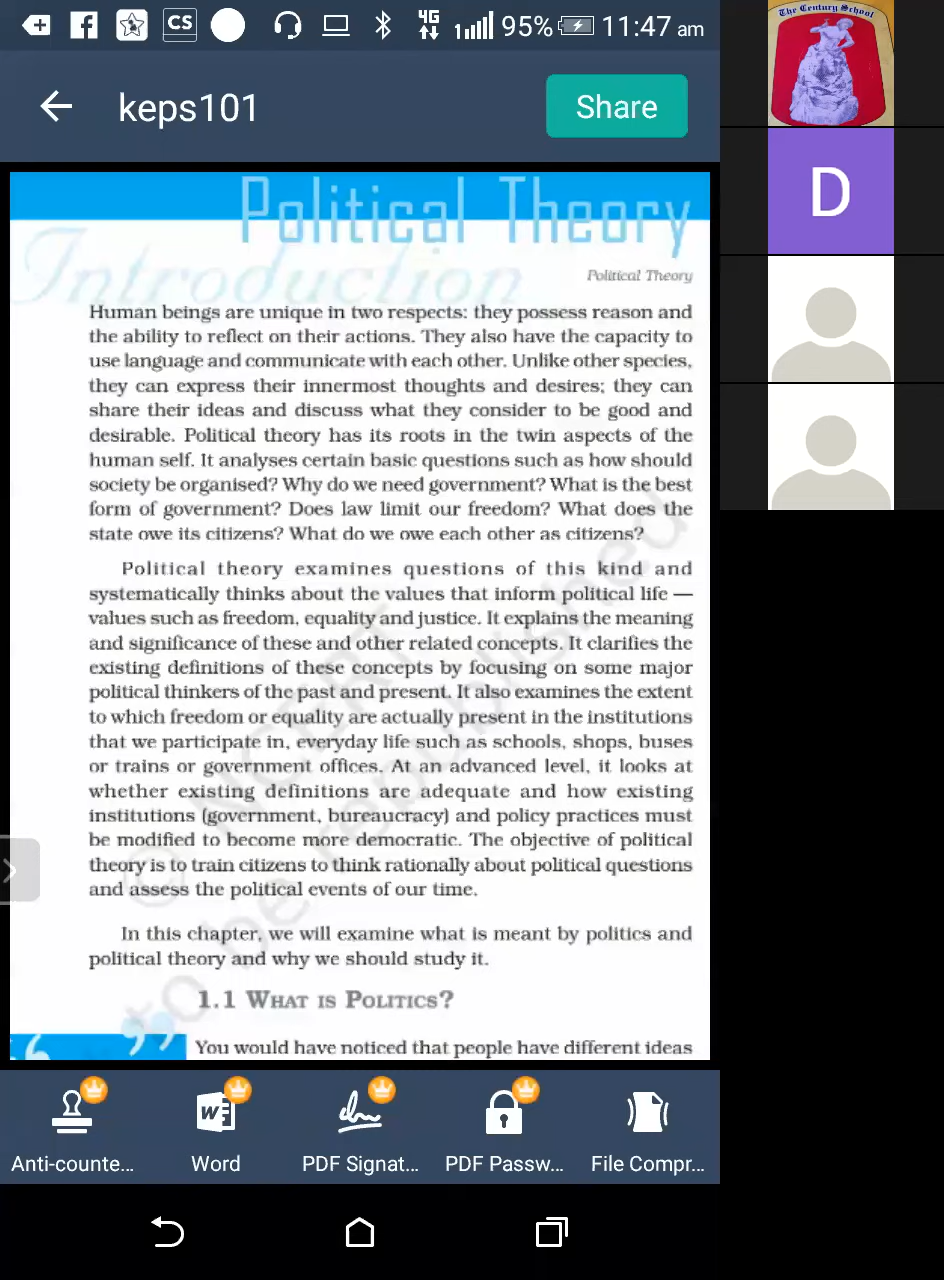 CS
4G
95%
11:47 am
The Century School
keps101
Share
D
Political Theory
Introduction
Political Theory
Human beings are unique in two respects: they possess reason and
the ability to reflect on their actions. They also have the capacity to
use language and communicate with each other. Unlike other species,
they can express their innermost thoughts and desires; they can
share their ideas and discuss what they consider to be good and
desirable. Political theory has its roots in the twin aspects of the
human self. It analyses certain basic questions such as how should
society be organised? Why do we need government? What is the best
form of government? Does law limit our freedom? What does the
state owe its citizens? What do we owe each other as citizens?
Political theory examines questions of this kind and
systematically thinks about the values that inform political life —
values such as freedom, equality and justice. It explains the meaning
and significance of these and other related concepts. It clarifies the
existing definitions of these concepts by focusing on some major
political thinkers of the past and present. It also examines the extent
to which freedom or equality are actually present in the institutions
that we participate in, everyday life such as schools, shops, buses
or trains or government offices. At an advanced level, it looks at
whether existing definitions are adequate and how existing
institutions (government, bureaucracy) and policy practices must
be modified to become more democratic. The objective of political
theory is to train citizens to think rationally about political questions
and assess the political events of our time.
In this chapter, we will examine what is meant by politics and
political theory and why we should study it.
1.1 WHAT IS POLITICS?
You would have noticed that people have different ideas
© NCERT
to be republished
Anti-counte...
Word
PDF Signat...
PDF Passw...
File Compr...